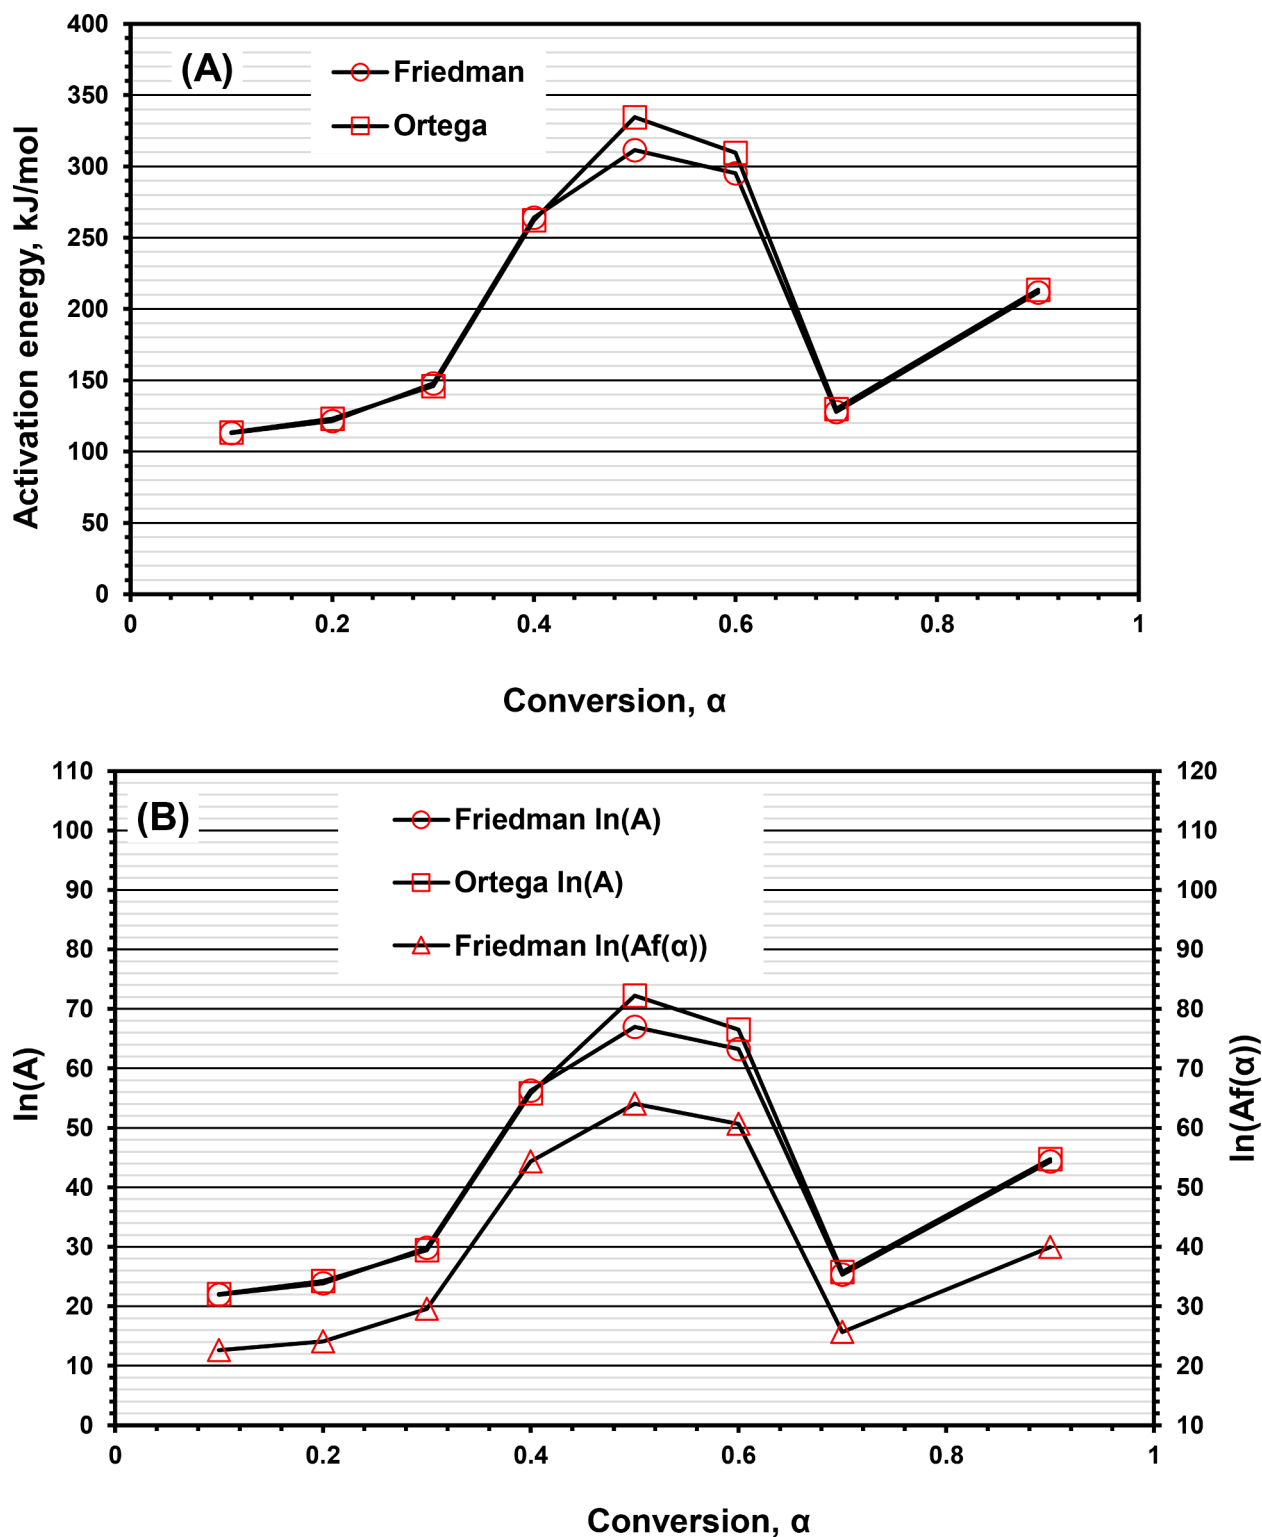 400
350
300
250
200
150
100
50
0
0 0.2 0.4 0.6 0.8 1
Activation energy, kJ/mol
(A)
Friedman
Ortega
Conversion, α
110
100
90
80
70
60
50
40
30
20
10
0
ln(A)
(B)
Friedman ln(A)
Ortega ln(A)
Friedman ln(Af(α))
120
110
100
90
80
70
60
50
40
30
20
10
ln(Af(α))
0 0.2 0.4 0.6 0.8 1
Conversion, α